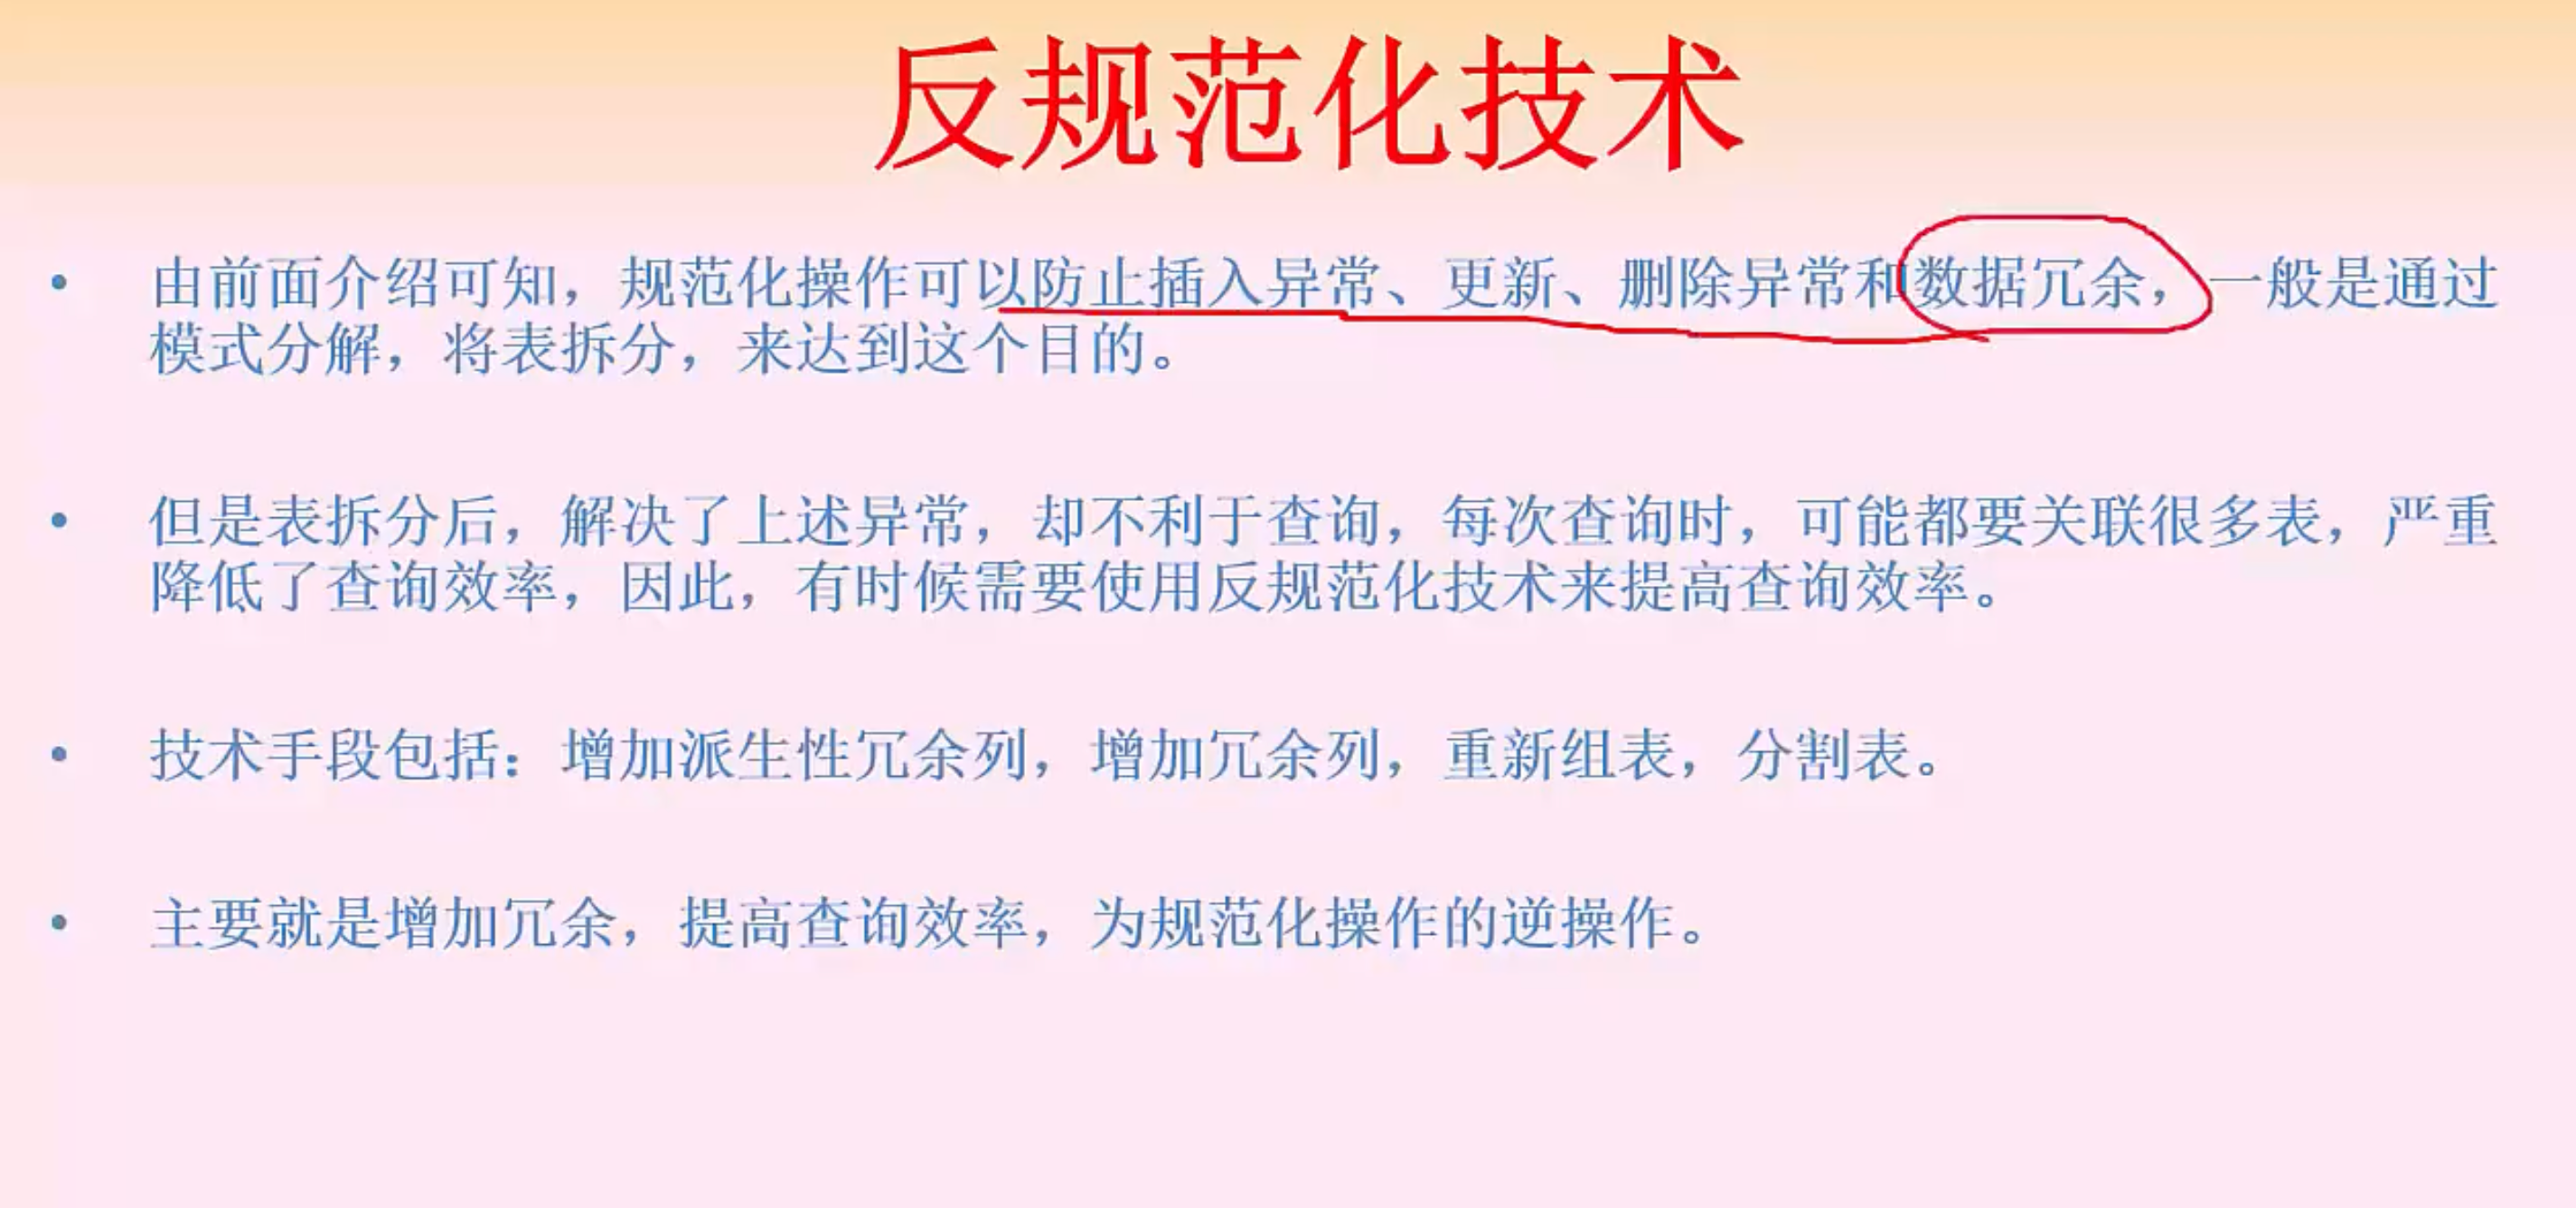 反规范化技术
• 由前面介绍可知，规范化操作可以防止插入异常、更新、删除异常和数据冗余，一般是通过
模式分解，将表拆分，来达到这个目的。
• 但是表拆分后，解决了上述异常，却不利于查询，每次查询时，可能都要关联很多表，严重
降低了查询效率，因此，有时候需要使用反规范化技术来提高查询效率。
• 技术手段包括：增加派生性冗余列，增加冗余列，重新组表，分割表。
• 主要就是增加冗余，提高查询效率，为规范化操作的逆操作。